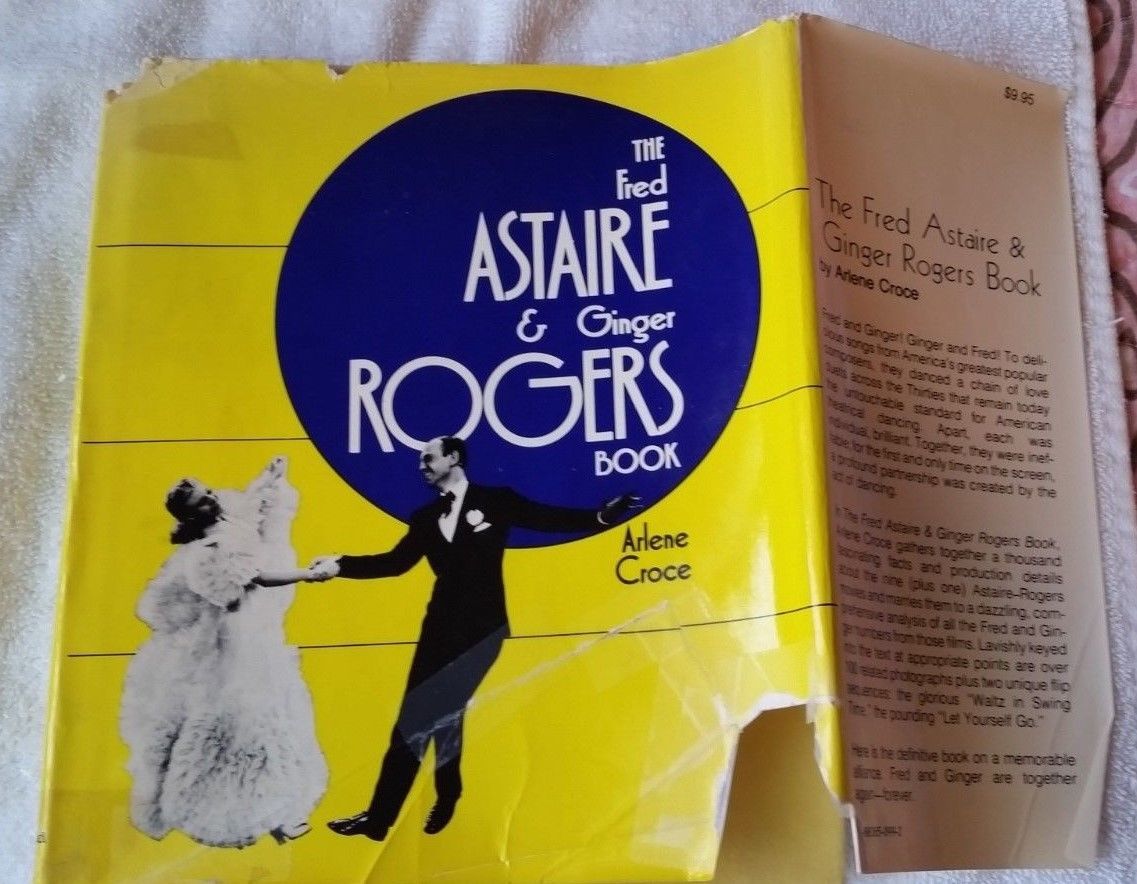 THE
Fred
ASTAIRE
& Ginger
ROGERS
BOOK
Arlene
Croce
$9.95
The Fred Astaire &
Ginger Rogers Book
by Arlene Croce
Fred and Ginger! Ginger and Fred! To deli-
cious songs from America's greatest popular
composers, they danced a chain of love
duets across the Thirties that remain today
the untouchable standard for American
theatrical dancing. Apart, each was
individual, brilliant. Together, they were inef-
fable, for the first and only time on the screen,
a profound partnership was created by the
act of dancing.
In The Fred Astaire & Ginger Rogers Book,
Arlene Croce gathers together a thousand
fascinating facts and production details
about the nine (plus one) Astaire–Rogers
movies and marries them to a dazzling, com-
prehensive analysis of all the Fred and Gin-
ger numbers from those films. Lavishly keyed
into the text at appropriate points are over
100 related photographs plus two unique flip
sequences: the glorious "Waltz in Swing
Time," the pounding "Let Yourself Go."
Here is the definitive book on a memorable
alliance. Fred and Ginger are together
again—forever.